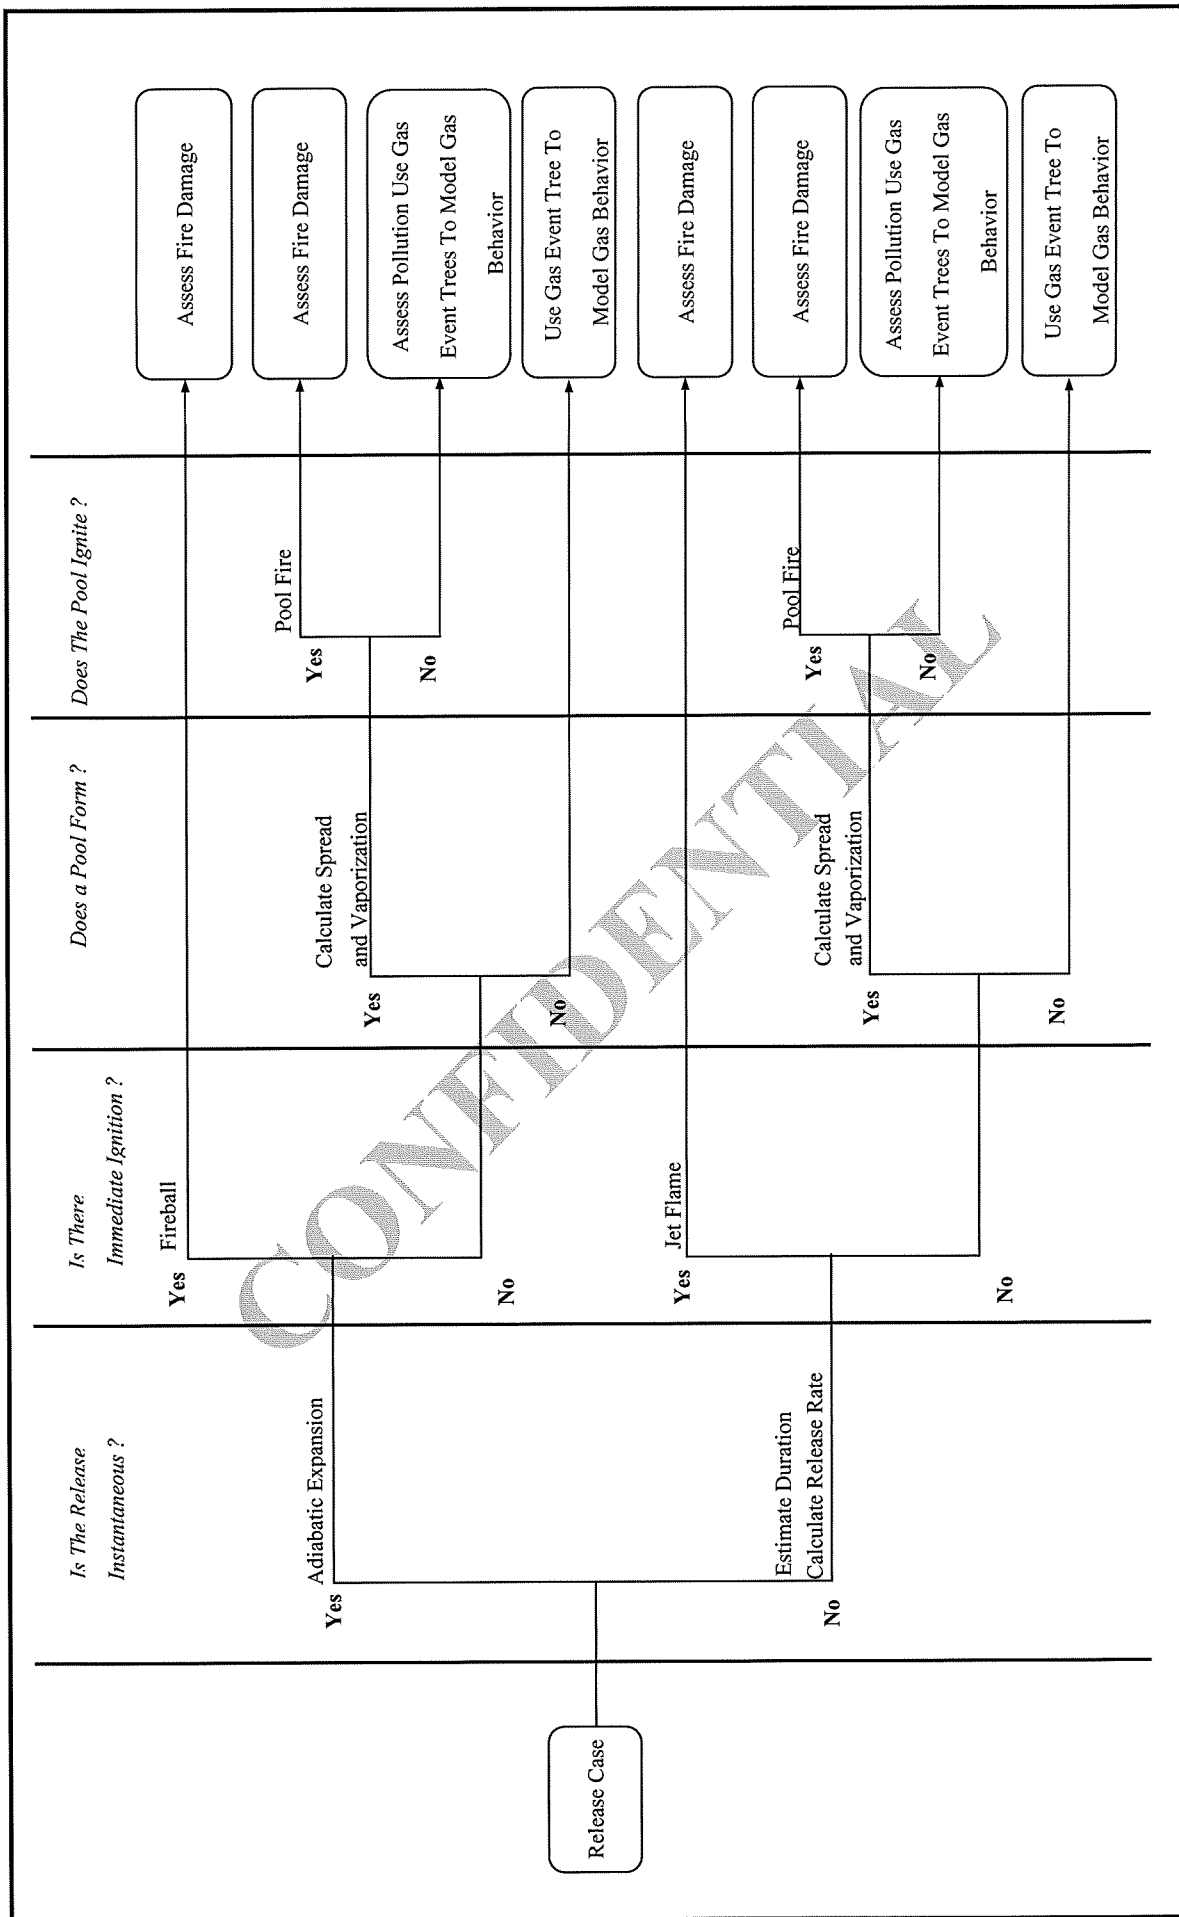 Is The Release
Instantaneous ?
Is There
Immediate Ignition ?
Does a Pool Form ?
Does The Pool Ignite ?
Release Case
Yes
Adiabatic Expansion
No
Estimate Duration
Calculate Release Rate
Yes
Fireball
No
Yes
Jet Flame
No
Yes
Calculate Spread
and Vaporization
No
Yes
Calculate Spread
and Vaporization
No
Yes
Pool Fire
No
Yes
Pool Fire
No
Assess Fire Damage
Assess Fire Damage
Assess Pollution Use Gas
Event Trees To Model Gas
Behavior
Use Gas Event Tree To
Model Gas Behavior
Assess Fire Damage
Assess Fire Damage
Assess Pollution Use Gas
Event Trees To Model Gas
Behavior
Use Gas Event Tree To
Model Gas Behavior
CONFIDENTIAL